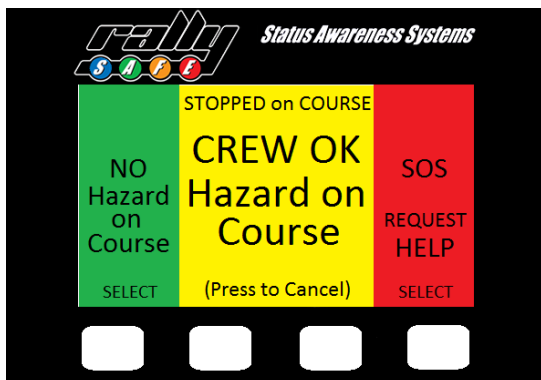 rally
SAFE
Status Awareness Systems
NO
Hazard
on
Course
SELECT
STOPPED on COURSE
CREW OK
Hazard on
Course
(Press to Cancel)
SOS
REQUEST
HELP
SELECT